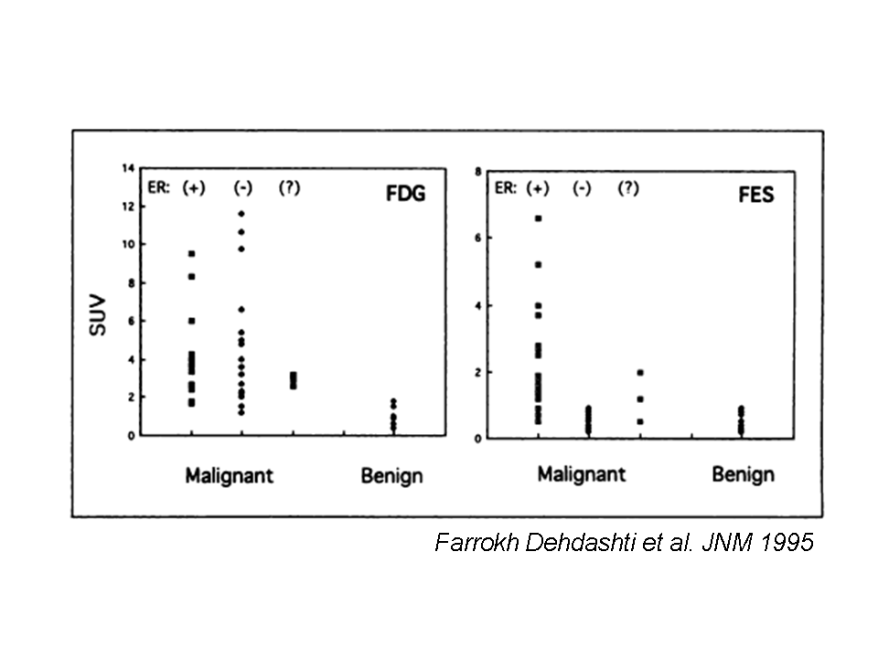 14
12
10
8
6
4
2
0
SUV
ER: (+) (-) (?) FDG
Malignant Benign
8
6
4
2
0
ER: (+) (-) (?) FES
Malignant Benign
Farrokh Dehdashti et al. JNM 1995